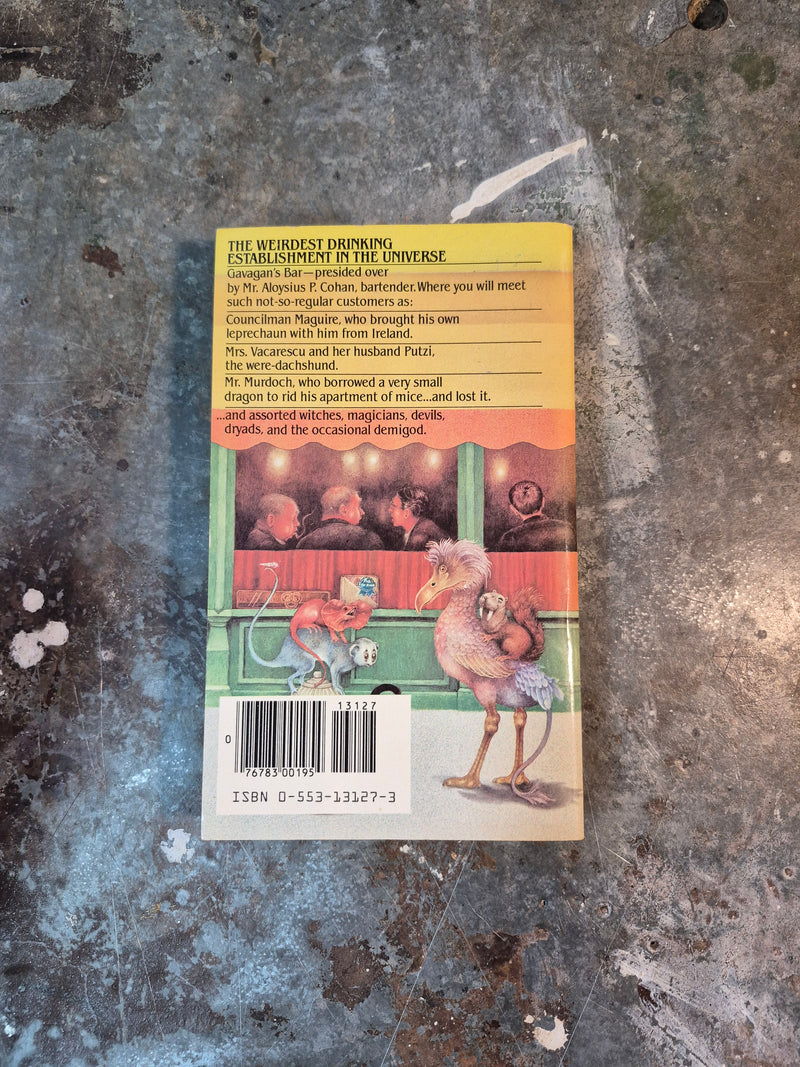 THE WEIRDEST DRINKING
ESTABLISHMENT IN THE UNIVERSE
Gavagan's Bar—presided over
by Mr. Aloysius P. Cohan, bartender. Where you will meet
such not-so-regular customers as:
Councilman Maguire, who brought his own
leprechaun with him from Ireland.
Mrs. Vacarescu and her husband Putzi,
the were-dachshund.
Mr. Murdoch, who borrowed a very small
dragon to rid his apartment of mice...and lost it.
...and assorted witches, magicians, devils,
dryads, and the occasional demigod.
13127
0
76783 00195
ISBN 0-553-13127-3